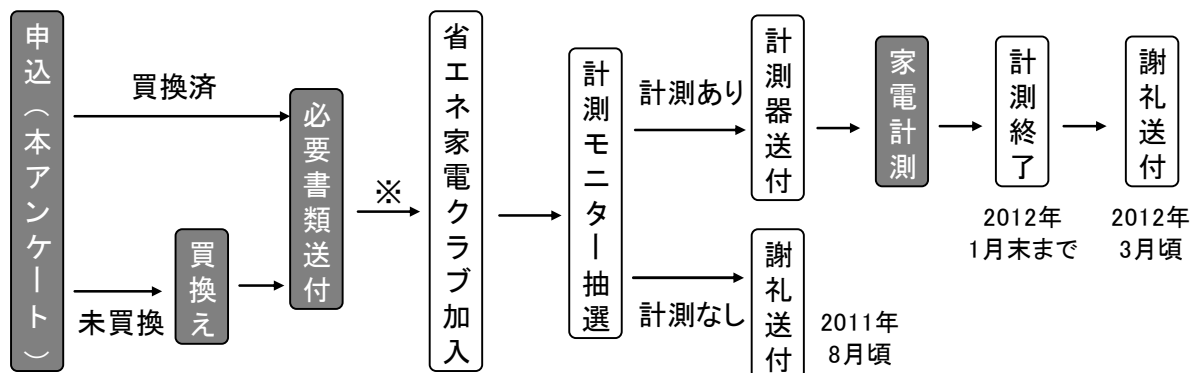 申込（本アンケート）
買換済
未買換
買換え
必要書類送付
※
省エネ家電クラブ加入
計測モニター抽選
計測あり
計測器送付
家電計測
計測終了
2012年
1月末まで
謝礼送付
2012年
3月頃
計測なし
謝礼送付
2011年
8月頃